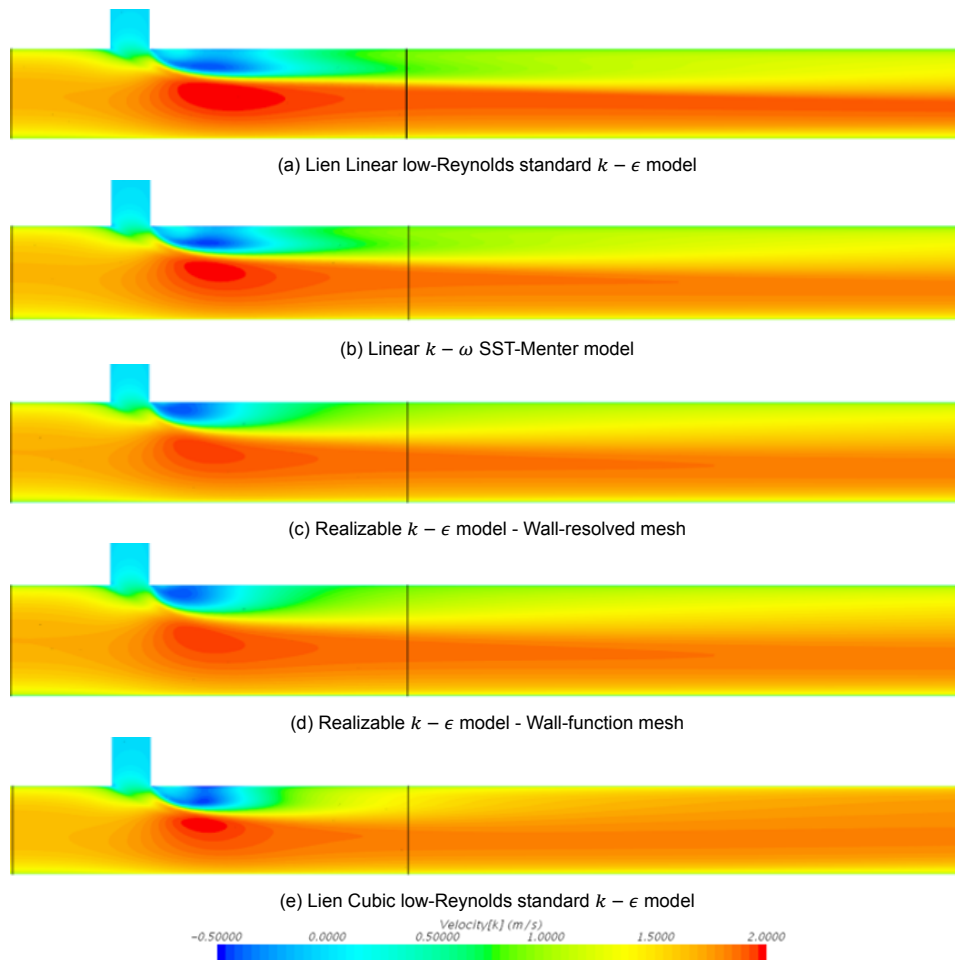 (a) Lien Linear low-Reynolds standard k − ϵ model
(b) Linear k − ω SST-Menter model
(c) Realizable k − ϵ model - Wall-resolved mesh
(d) Realizable k − ϵ model - Wall-function mesh
(e) Lien Cubic low-Reynolds standard k − ϵ model
Velocity[k] (m/s)
-0.50000 0.0000 0.50000 1.0000 1.5000 2.0000